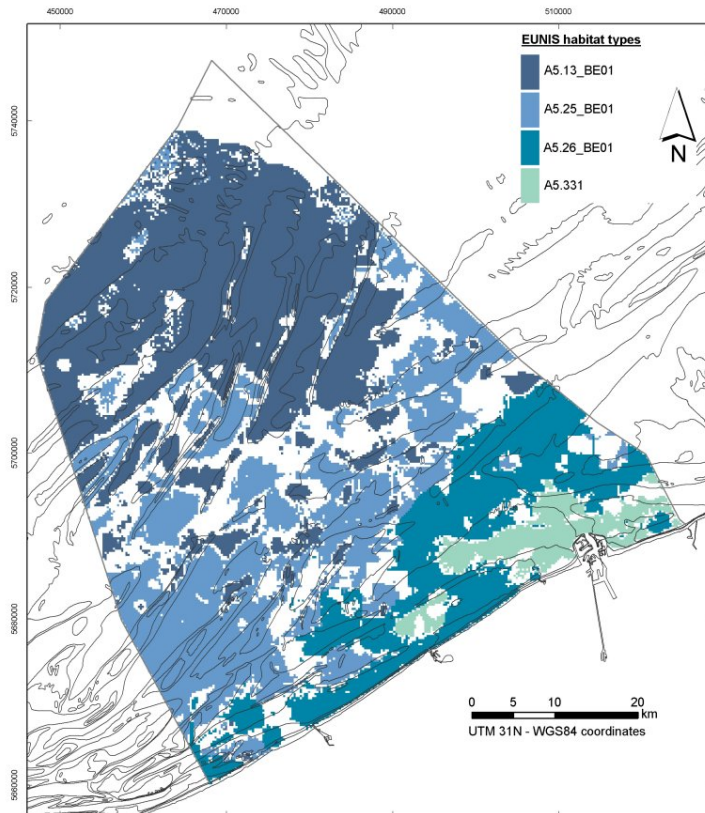 450000 470000 490000 510000
EUNIS habitat types
A5.13_BE01
A5.25_BE01
A5.26_BE01
A5.331
N
5740000
5720000
5700000
5680000
5660000
0 5 10 20
km
UTM 31N - WGS84 coordinates